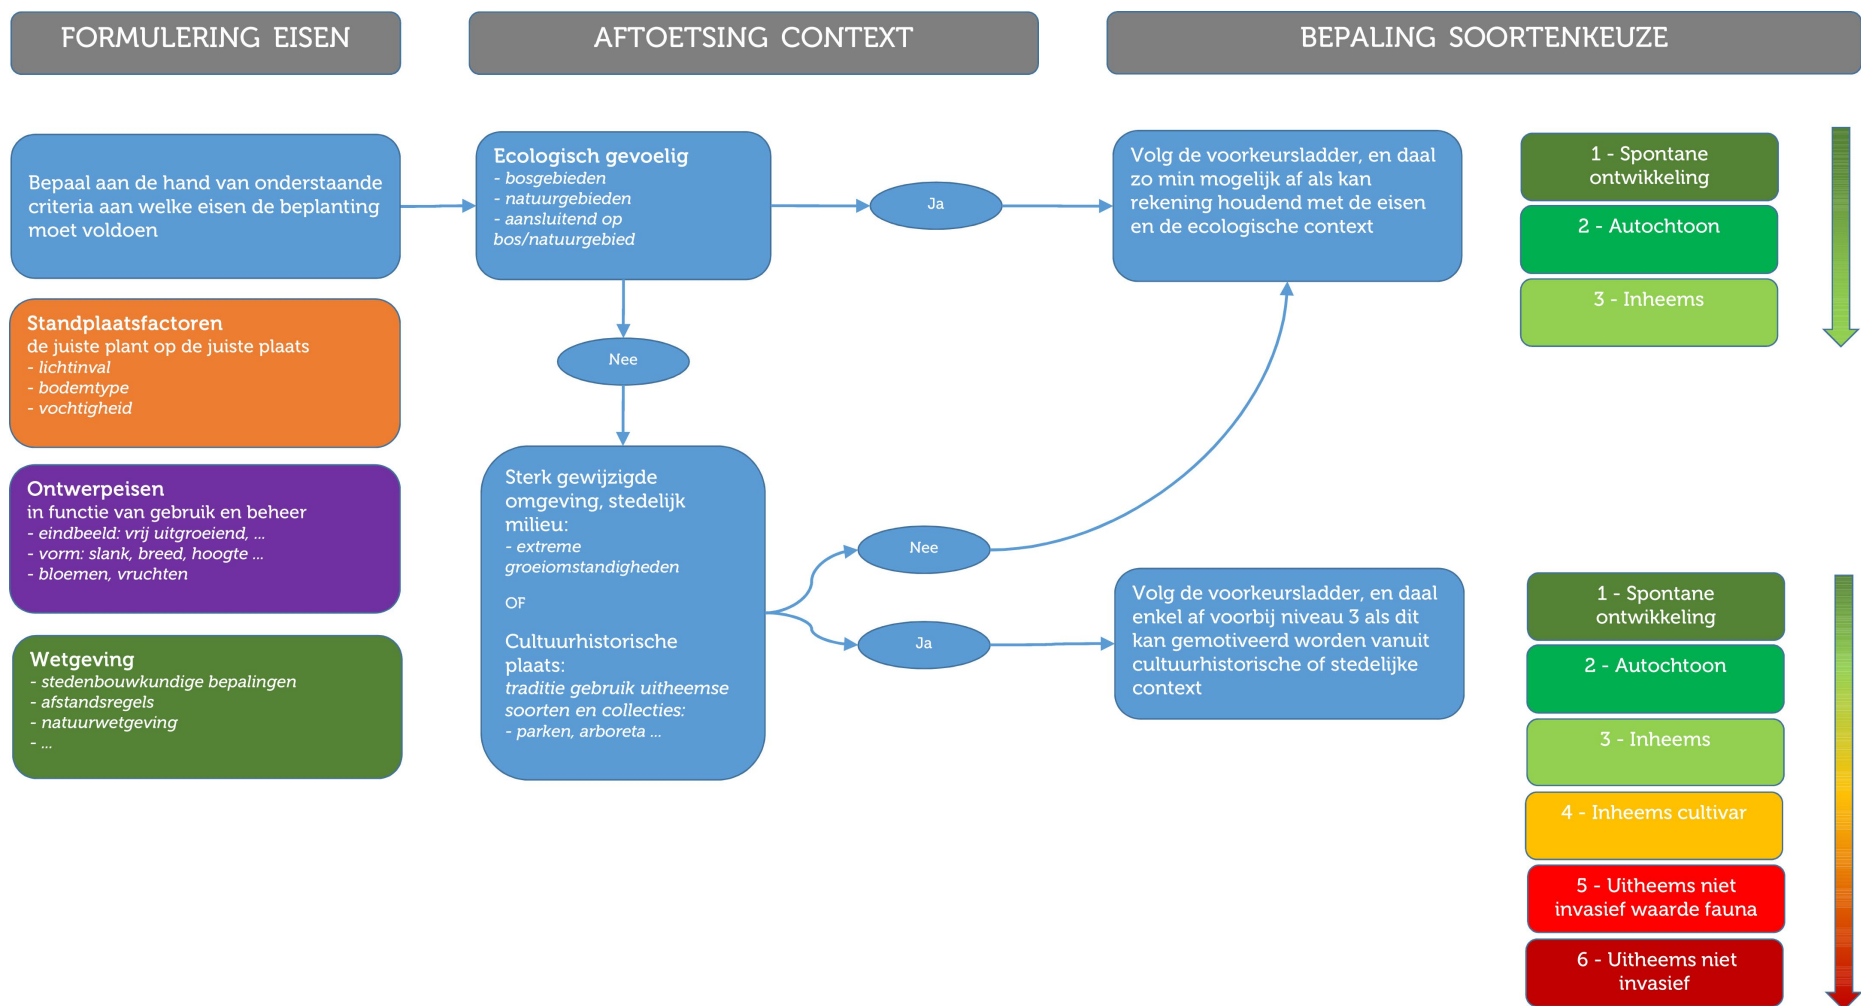 FORMULERING EISEN
AFTOETSING CONTEXT
BEPALING SOORTENKEUZE
Bepaal aan de hand van onderstaande
criteria aan welke eisen de beplanting
moet voldoen
Standplaatsfactoren
de juiste plant op de juiste plaats
- lichtinval
- bodemtype
- vochtigheid
Ontwerpeisen
in functie van gebruik en beheer
- eindbeeld: vrij uitgroeiend, ...
- vorm: slank, breed, hoogte ...
- bloemen, vruchten
Wetgeving
- stedenbouwkundige bepalingen
- afstandsregels
- natuurwetgeving
- ...
Ecologisch gevoelig
- bosgebieden
- natuurgebieden
- aansluitend op
bos/natuurgebied
Ja
Nee
Sterk gewijzigde
omgeving, stedelijk
milieu:
- extreme
groeiomstandigheden
OF
Cultuurhistorische
plaats:
traditie gebruik uitheemse
soorten en collecties:
- parken, arboreta ...
Nee
Ja
Volg de voorkeursladder, en daal
zo min mogelijk af als kan
rekening houdend met de eisen
en de ecologische context
1 - Spontane
ontwikkeling
2 - Autochtoon
3 - Inheems
Volg de voorkeursladder, en daal
enkel af voorbij niveau 3 als dit
kan gemotiveerd worden vanuit
cultuurhistorische of stedelijke
context
1 - Spontane
ontwikkeling
2 - Autochtoon
3 - Inheems
4 - Inheems cultivar
5 - Uitheems niet
invasief waarde fauna
6 - Uitheems niet
invasief